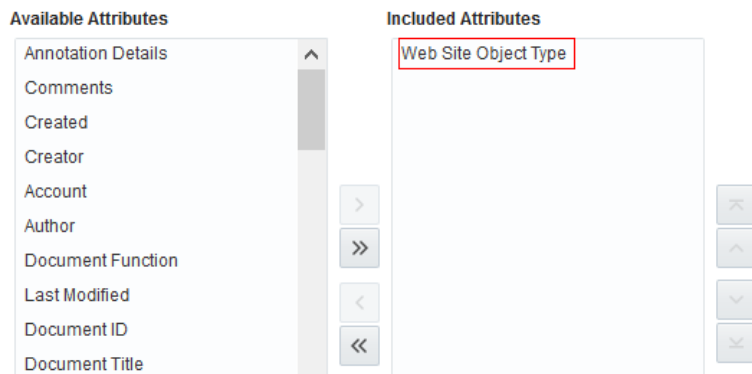 Available Attributes
Included Attributes
Annotation Details
Comments
Created
Creator
Account
Author
Document Function
Last Modified
Document ID
Document Title
Web Site Object Type